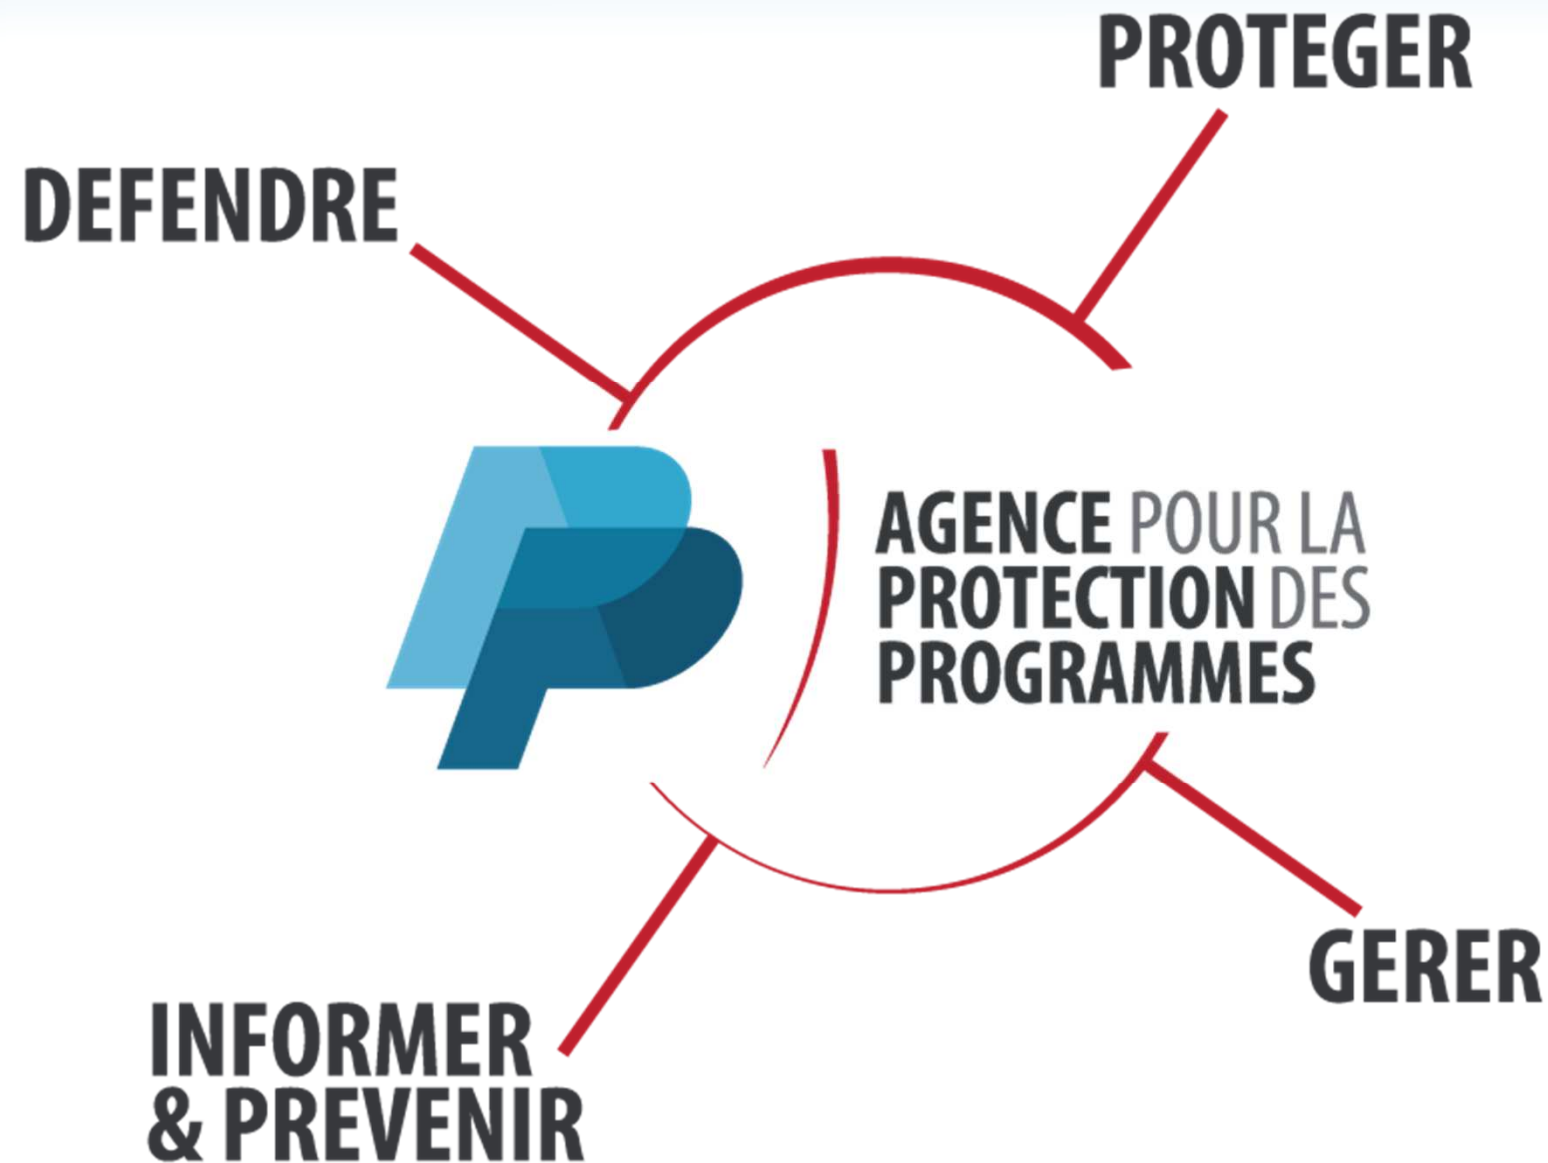 PROTEGER
DEFENDRE
AGENCE POUR LA
PROTECTION DES
PROGRAMMES
GERER
INFORMER
& PREVENIR